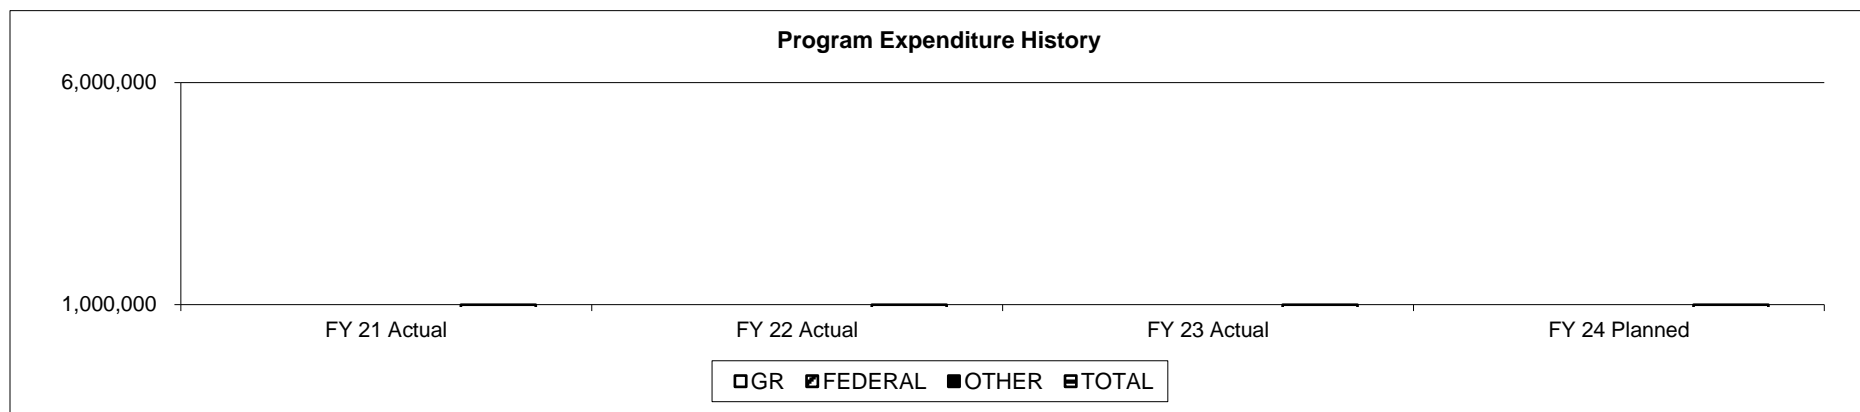 Program Expenditure History
6,000,000
1,000,000
FY 21 Actual FY 22 Actual FY 23 Actual FY 24 Planned
GR FEDERAL OTHER TOTAL